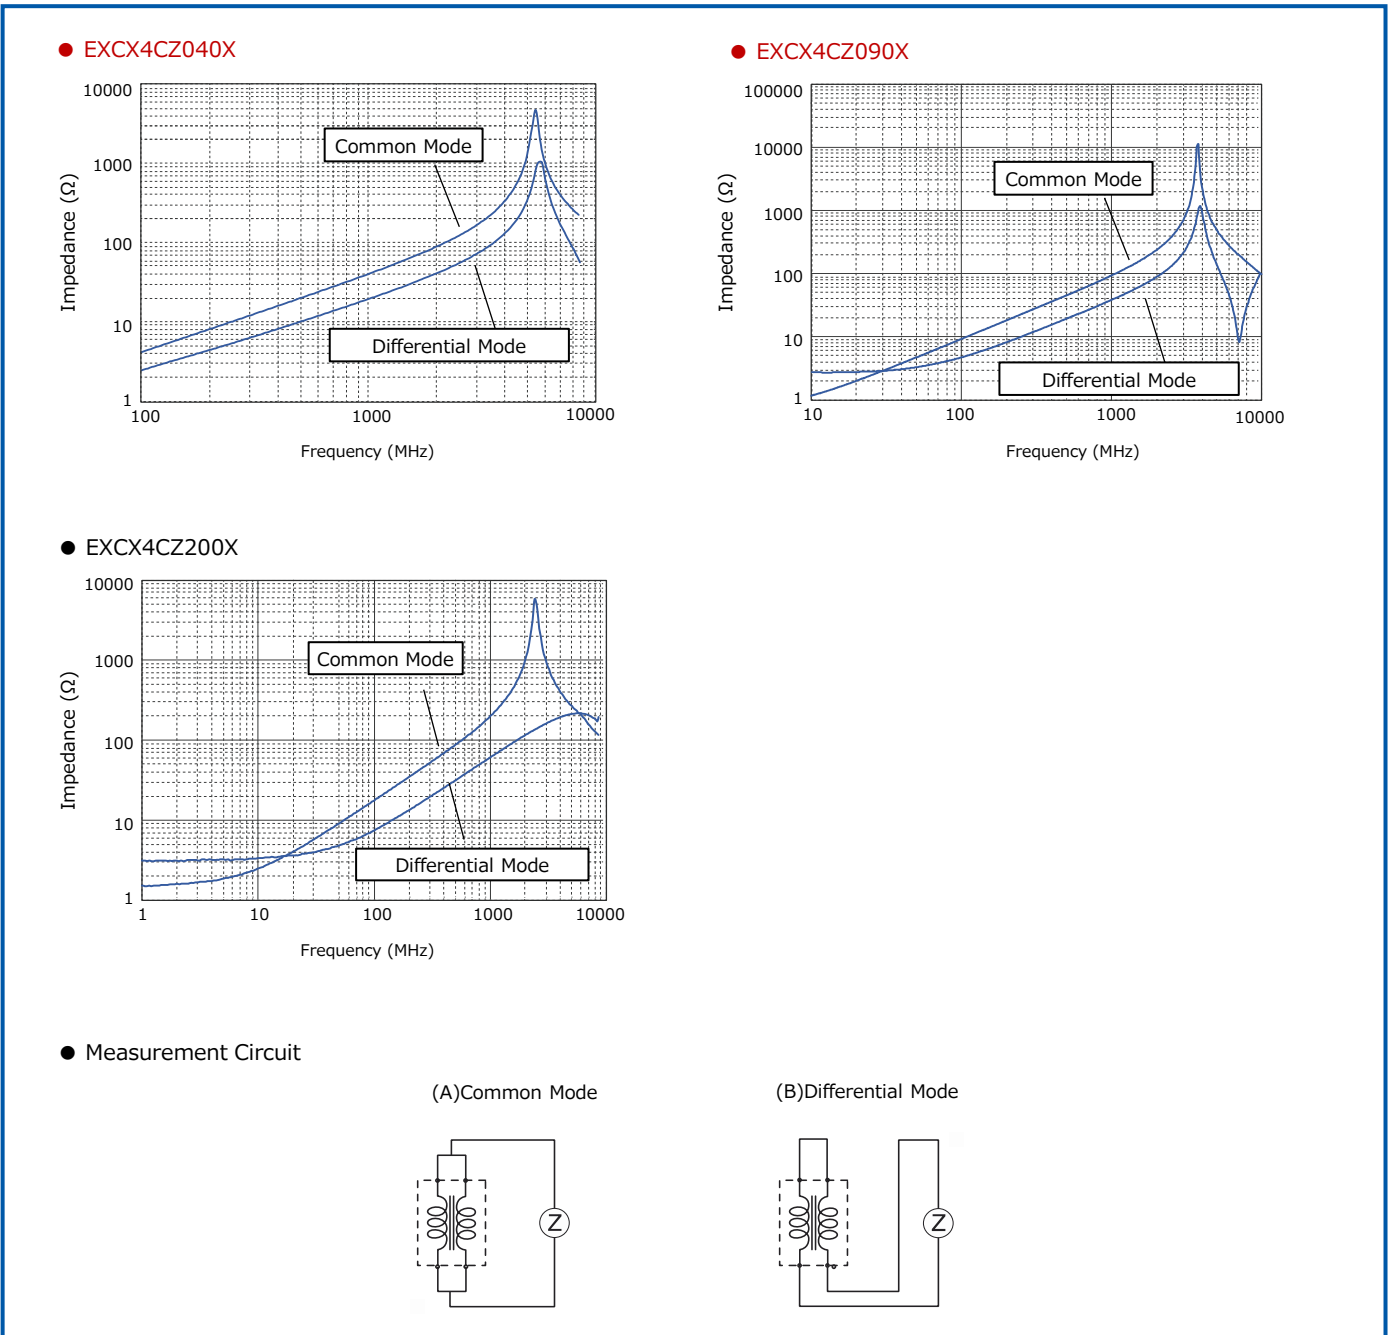 ● EXCX4CZ040X
10000
1000
100
10
1
100
1000
10000
Impedance (Ω)
Common Mode
Differential Mode
Frequency (MHz)
● EXCX4CZ090X
100000
10000
1000
100
10
1
10
100
1000
10000
Impedance (Ω)
Common Mode
Differential Mode
Frequency (MHz)
● EXCX4CZ200X
10000
1000
100
10
1
1
10
100
1000
10000
Impedance (Ω)
Common Mode
Differential Mode
Frequency (MHz)
● Measurement Circuit
(A)Common Mode
Z
(B)Differential Mode
Z